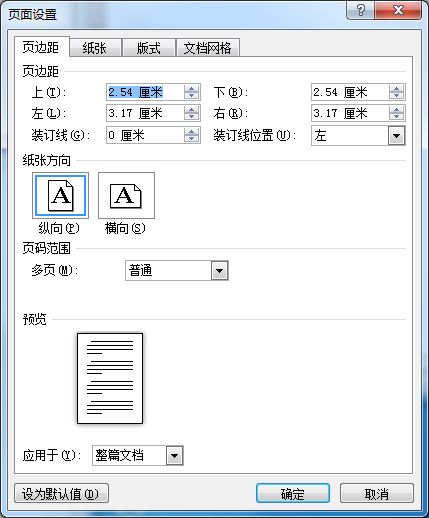 页面设置
页边距 纸张 版式 文档网格
页边距
上(T): 2.54 厘米 下(B): 2.54 厘米
左(L): 3.17 厘米 右(R): 3.17 厘米
装订线(G): 0 厘米 装订线位置(U): 左
纸张方向
A A
纵向(P) 横向(S)
页码范围
多页(M): 普通
预览
应用于(Y): 整篇文档
设为默认值(D) 确定 取消